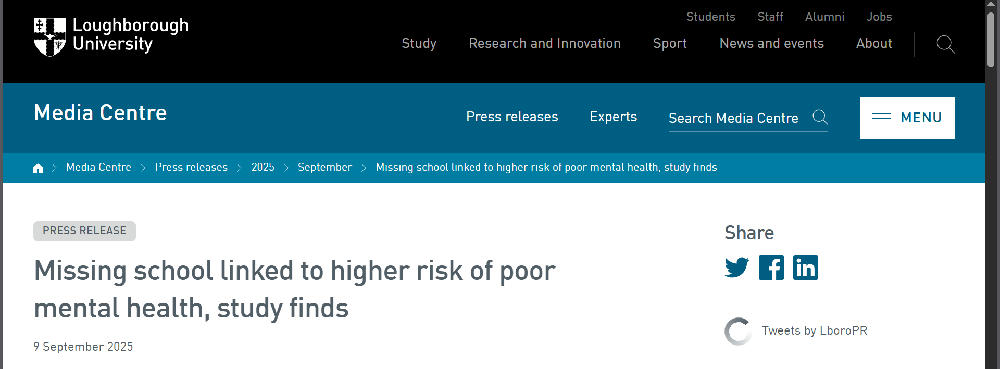 Loughborough
University
Students Staff Alumni Jobs
Study Research and Innovation Sport News and events About
Media Centre
Press releases Experts Search Media Centre MENU
Media Centre Press releases 2025 September Missing school linked to higher risk of poor mental health, study finds
PRESS RELEASE
Missing school linked to higher risk of poor
mental health, study finds
9 September 2025
Share
Tweets by LboroPR